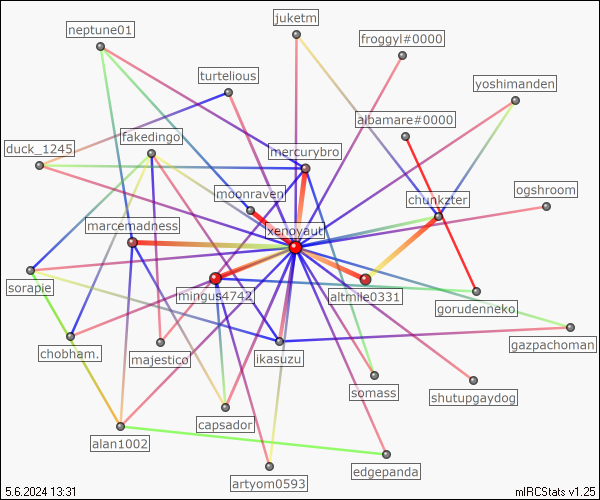 juketm
neptune01
froggyl#0000
turtelious
yoshimanden
albamare#0000
fakedingo
duck_1245
mercurybro
moonraven
ogshroom
chunkzter
marcemadness
xenoyaut
sorapie
mingus4742
altmile0331
gorudenneko
gazpachoman
chobham.
majestico
ikasuzu
somass
shutupgaydog
capsador
alan1002
edgepanda
artyom0593
5.6.2024 13:31
mIRCStats v1.25